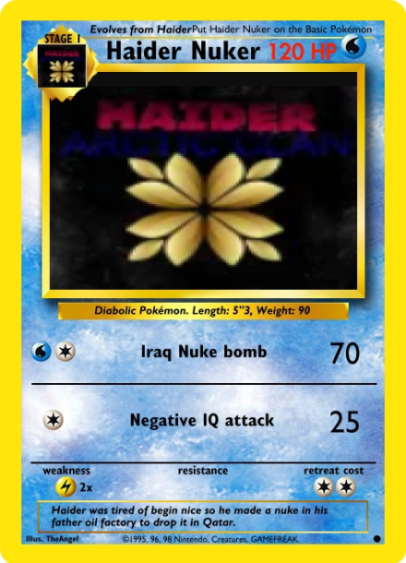 Evolves from HaiderPut Haider Nuker on the Basic Pokémon
STAGE 1
Haider Nuker 120 HP
HAIDER
HAIDER
ARCTIC CLAN
Diabolic Pokémon. Length: 5"3, Weight: 90
Iraq Nuke bomb 70
Negative IQ attack 25
weakness resistance retreat cost
2x
Haider was tired of begin nice so he made a nuke in his
father oil factory to drop it in Qatar.
Illus. TheAngel ©1995, 96, 98 Nintendo, Creatures, GAMEFREAK.